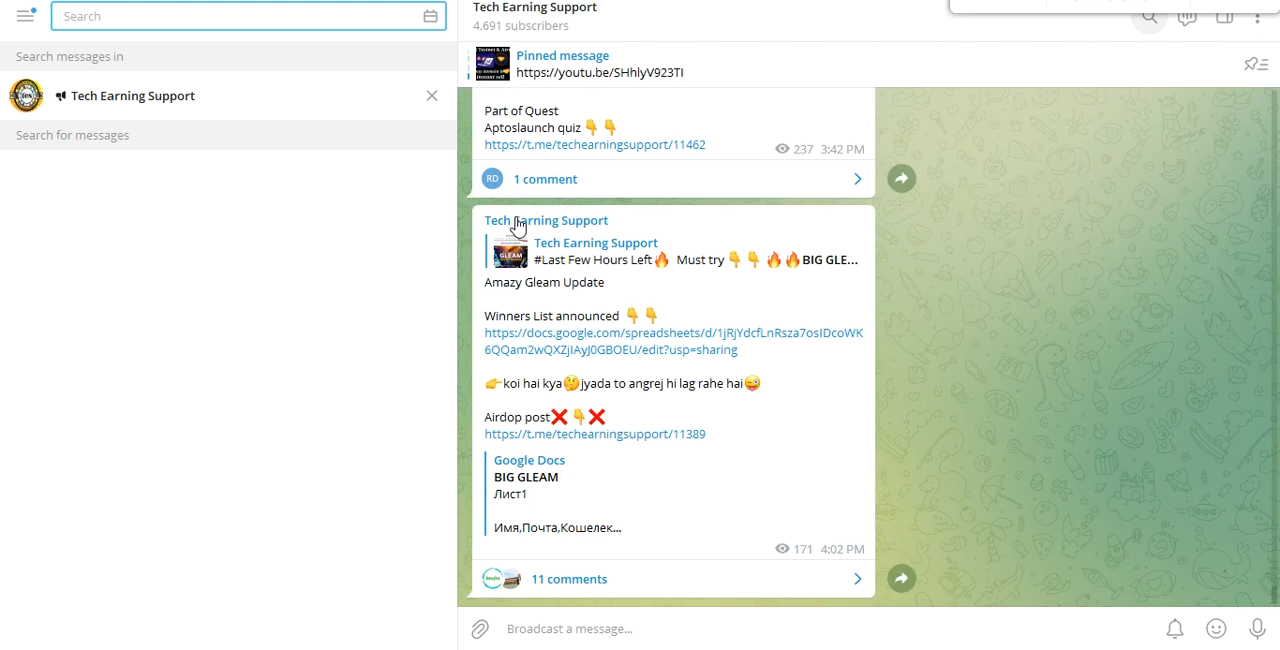 Search
Search messages in
Tech Earning Support
Search for messages
Tech Earning Support
4,691 subscribers
Pinned message
https://youtu.be/SHhlyV923TI
Part of Quest
Aptoslaunch quiz 👇 👇
https://t.me/techearningsupport/11462
237 3:42 PM
RD 1 comment
Tech Earning Support
GLEAM
Tech Earning Support
#Last Few Hours Left🔥 Must try 👇 👇 🔥 🔥BIG GLE...
Amazy Gleam Update
Winners List announced 👇 👇
https://docs.google.com/spreadsheets/d/1jRjYdcfLnRsza7osIDcoWK
6QQam2wQXZjIAyJ0GBOEU/edit?usp=sharing
👉koi hai kya🤔jyada to angrej hi lag rahe hai😜
Airdop post❌ 👇❌
https://t.me/techearningsupport/11389
Google Docs
BIG GLEAM
Лист1
Имя,Почта,Кошелек...
171 4:02 PM
11 comments
Broadcast a message...